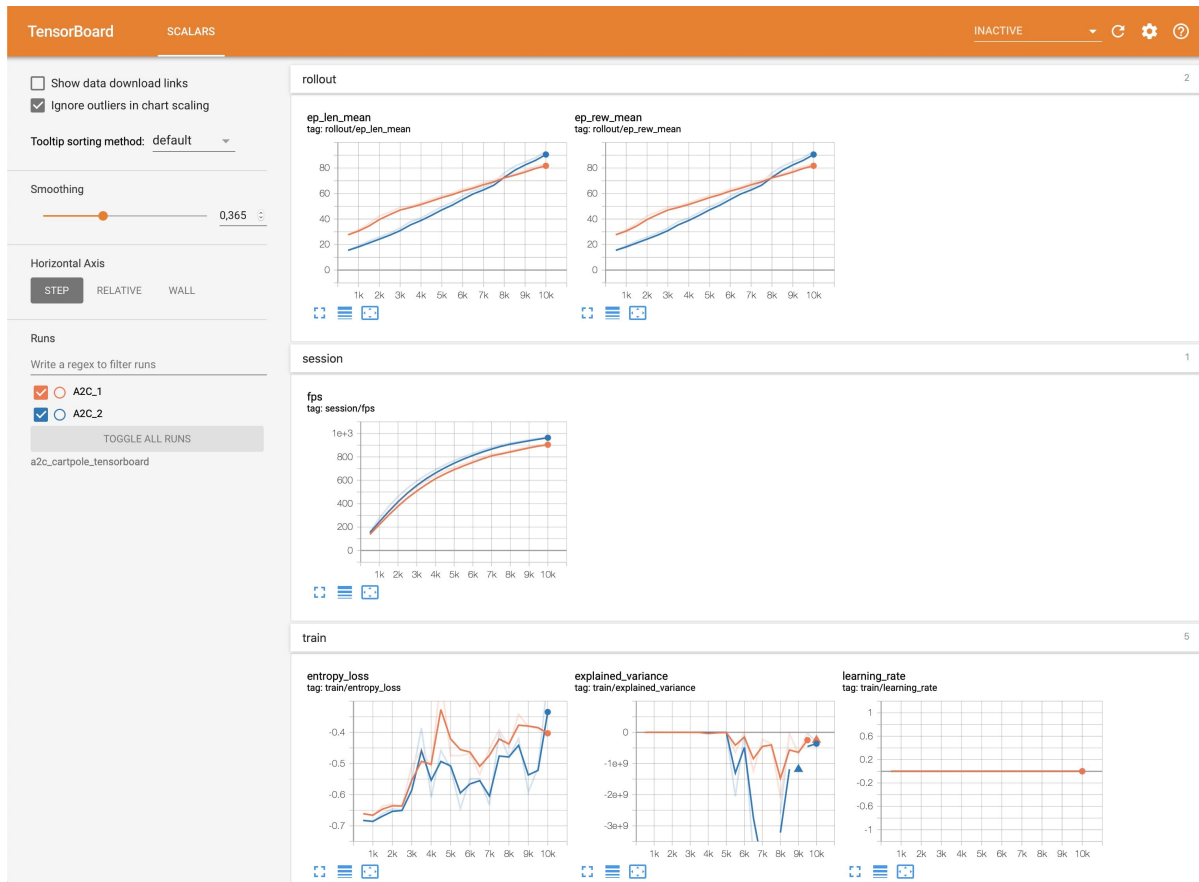 TensorBoard
SCALARS
INACTIVE
Show data download links
Ignore outliers in chart scaling
Tooltip sorting method: default
Smoothing
0,365
Horizontal Axis
STEP RELATIVE WALL
Runs
Write a regex to filter runs
A2C_1
A2C_2
TOGGLE ALL RUNS
a2c_cartpole_tensorboard
rollout 2
ep_len_mean
tag: rollout/ep_len_mean
80
60
40
20
0
1k 2k 3k 4k 5k 6k 7k 8k 9k 10k
ep_rew_mean
tag: rollout/ep_rew_mean
80
60
40
20
0
1k 2k 3k 4k 5k 6k 7k 8k 9k 10k
session 1
fps
tag: session/fps
1e+3
800
600
400
200
0
1k 2k 3k 4k 5k 6k 7k 8k 9k 10k
train 5
entropy_loss
tag: train/entropy_loss
-0.4
-0.5
-0.6
-0.7
1k 2k 3k 4k 5k 6k 7k 8k 9k 10k
explained_variance
tag: train/explained_variance
0
-1e+9
-2e+9
-3e+9
1k 2k 3k 4k 5k 6k 7k 8k 9k 10k
learning_rate
tag: train/learning_rate
1
0.6
0.2
-0.2
-0.6
-1
1k 2k 3k 4k 5k 6k 7k 8k 9k 10k